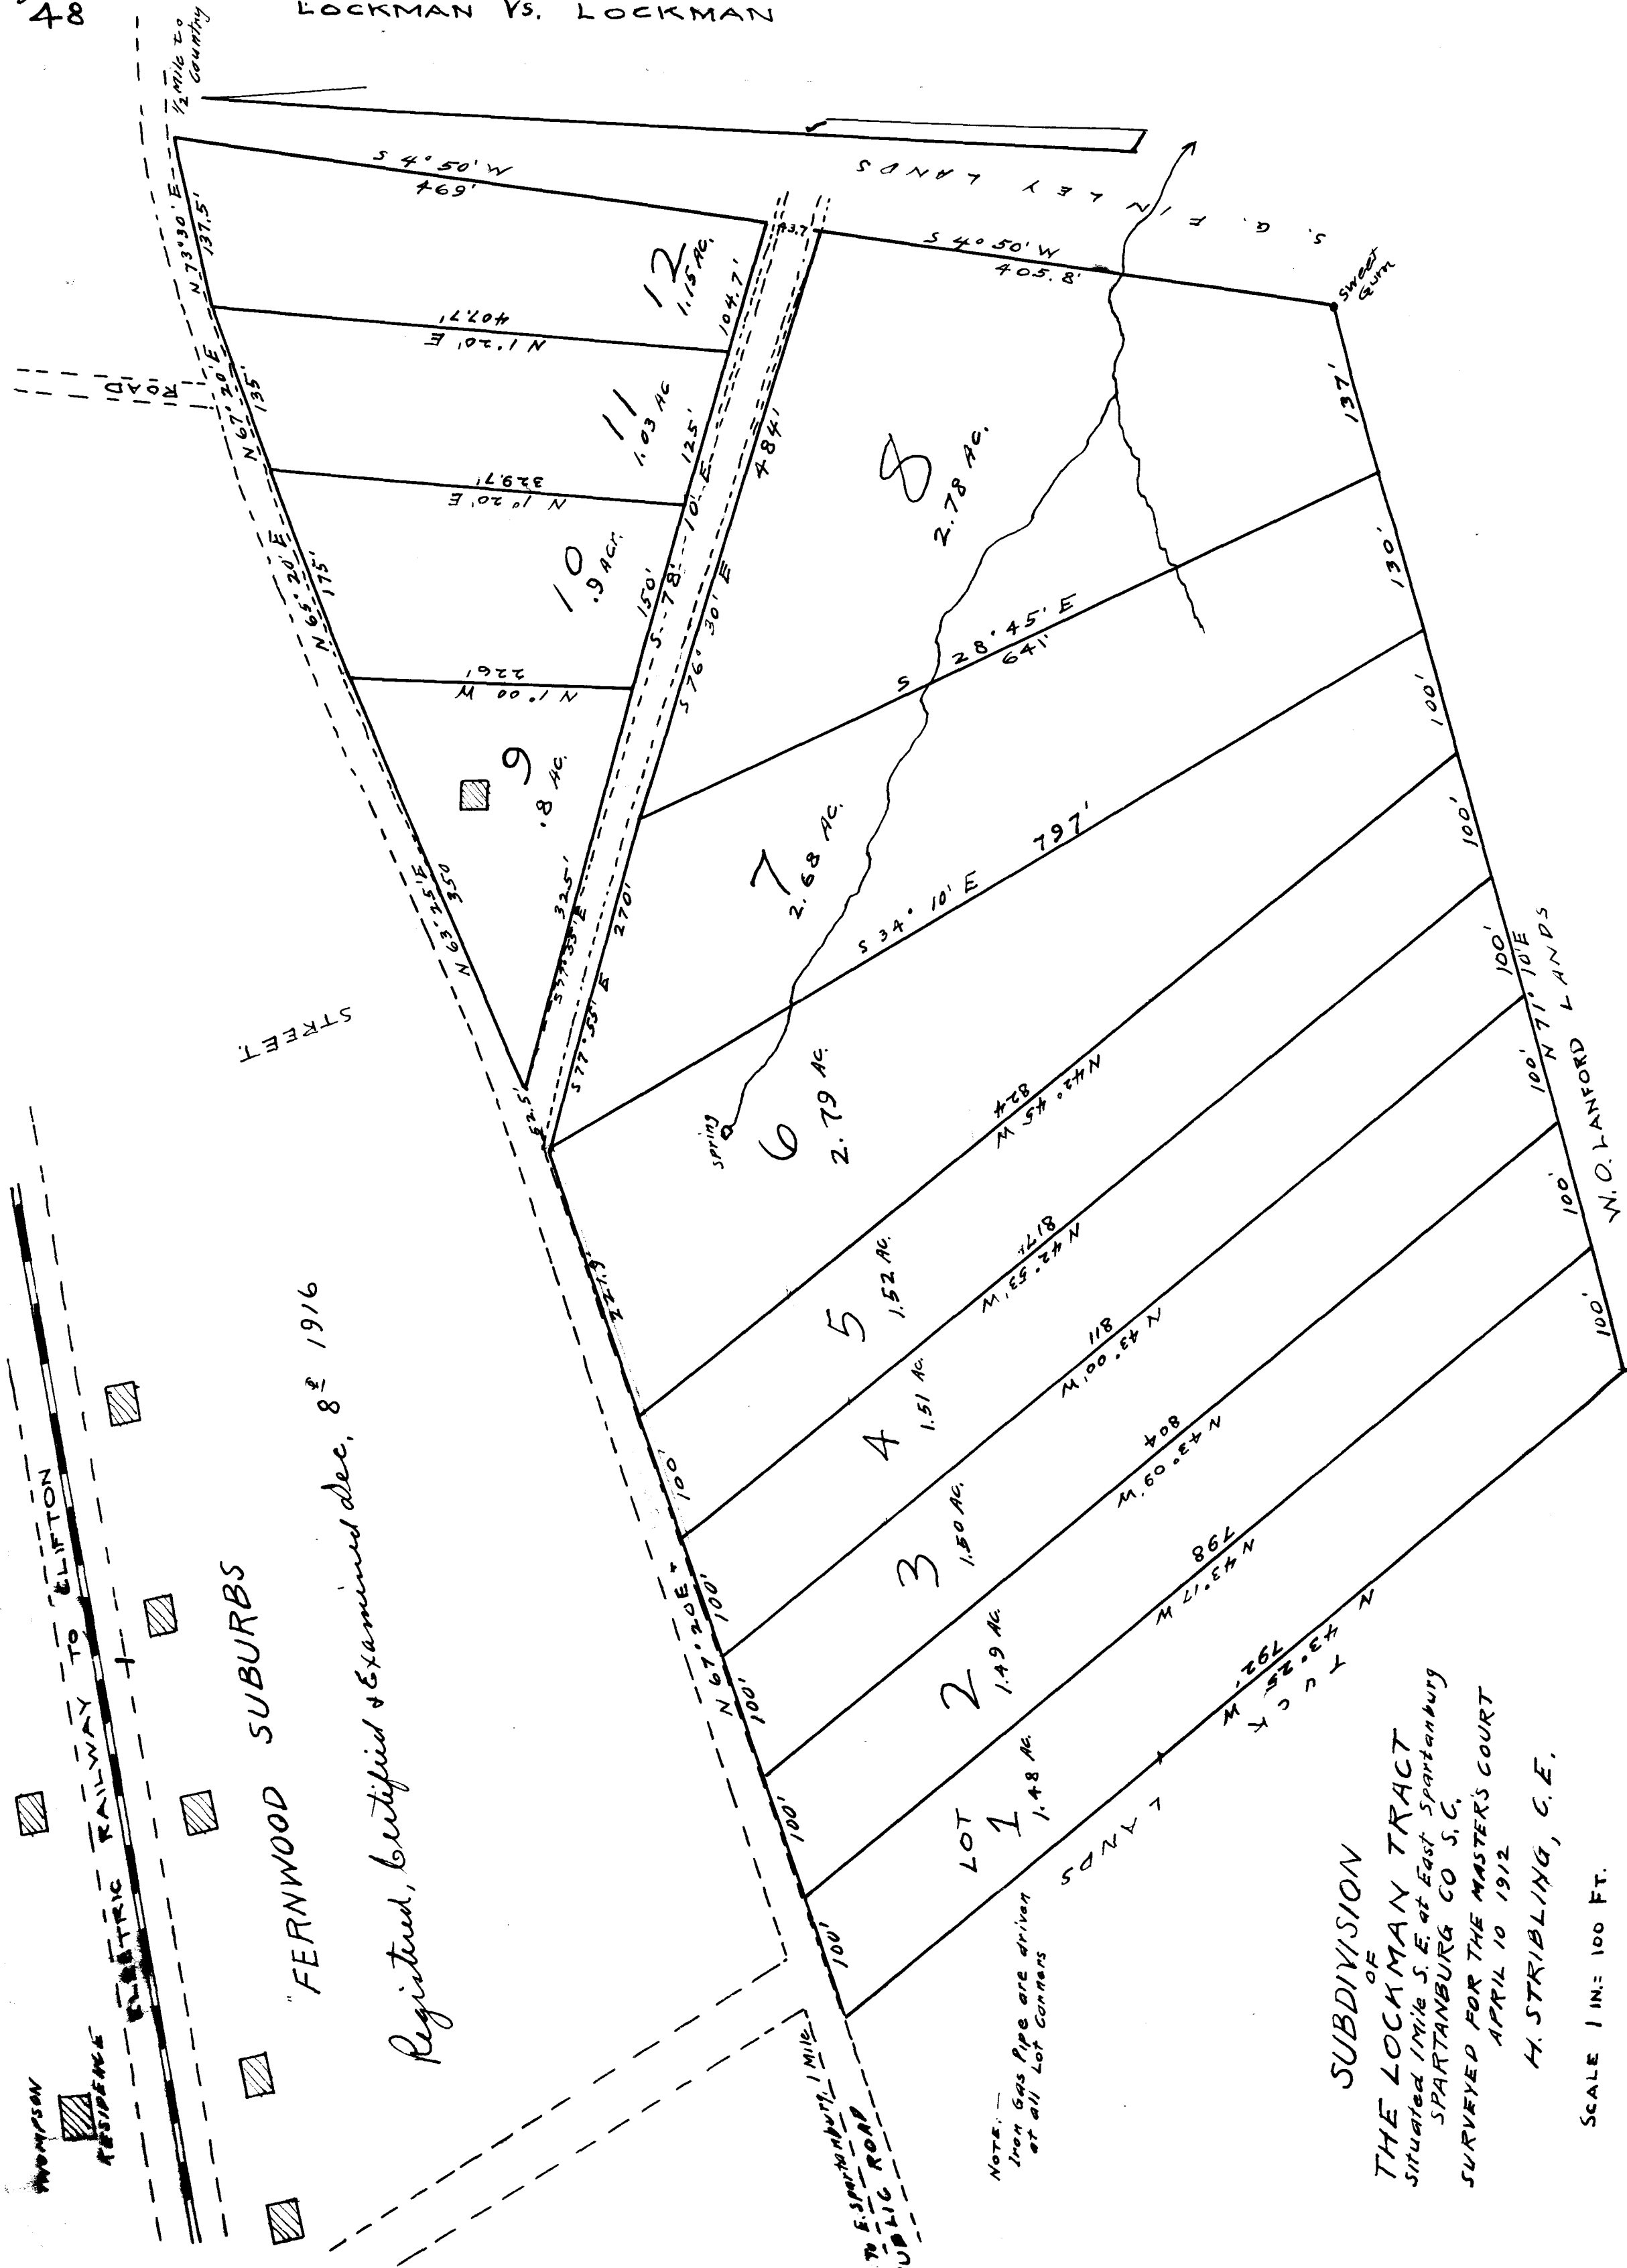 48
LOCKMAN VS. LOCKMAN
1/2 Mile to
Country
THOMPSON
RESIDENCE
ELECTRIC RAILWAY TO CLIFTON
"FERNWOOD SUBURBS
Registered, Certified & Examined Dec, 8th 1916
STREET.
ROAD
N 63° 25' E
350
N 65° 20' E
175'
N 67° 20' E
135'
N 73° 30' E
137.5'
S 4° 50' W
469'
N 1° 20' E
407.7'
N 1° 20' E
329.7'
N 1° 00 W
226'
9
.8 AC.
10
.9 Acr.
11
1.03 AC
12
1.15 AC.
325'
S 77° 55' E
150'
125'
104.7'
S 78° 10' E
43.7
52.5'
S 77° 55' E
270'
S 76° 30' E
484'
S 4° 50' W
405.8'
S. G. FINLEY LANDS
Sweet
Gum
8
2.78 AC.
S 28° 45' E
641'
7
2.68 AC.
S 34° 10' E 797'
spring
6
2.79 AC.
N 42° 45 W
824
5
1.52 AC.
N 42° 53' W
817
4
1.51 AC.
N 43° 00' W
811
3
1.50 AC.
N 43° 09' W
804
2
1.49 AC.
N 43° 17 W
798
LOT
1
1.48 AC.
N 43° 25' W
792'
TUCK LANDS
221.9'
100'
100'
100'
100'
100'
N 67° 20 E
137'
130'
100'
100'
100'
100'
100'
100'
N 71° 10' E
W. O. LANFORD LANDS
To E. Spartanburg, 1 Mile
PUBLIC ROAD
NOTE:—
Iron Gas Pipe are driven
at all Lot Corners
SUBDIVISION
OF
THE LOCKMAN TRACT
Situated 1 Mile S. E. of East Spartanburg
SPARTANBURG CO S. C.
SURVEYED FOR THE MASTER'S COURT
APRIL 10 1912
H. STRIBLING, C. E.
SCALE 1 IN.= 100 FT.